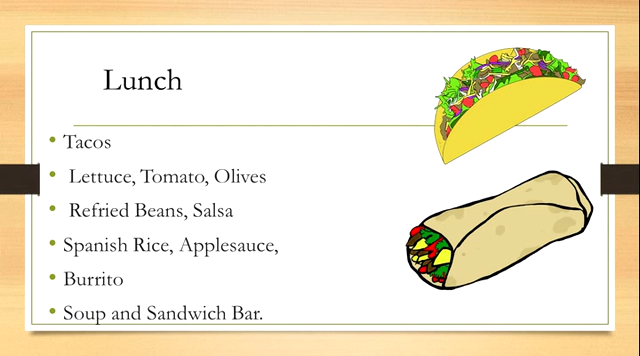 Lunch
• Tacos
• Lettuce, Tomato, Olives
• Refried Beans, Salsa
• Spanish Rice, Applesauce,
• Burrito
• Soup and Sandwich Bar.